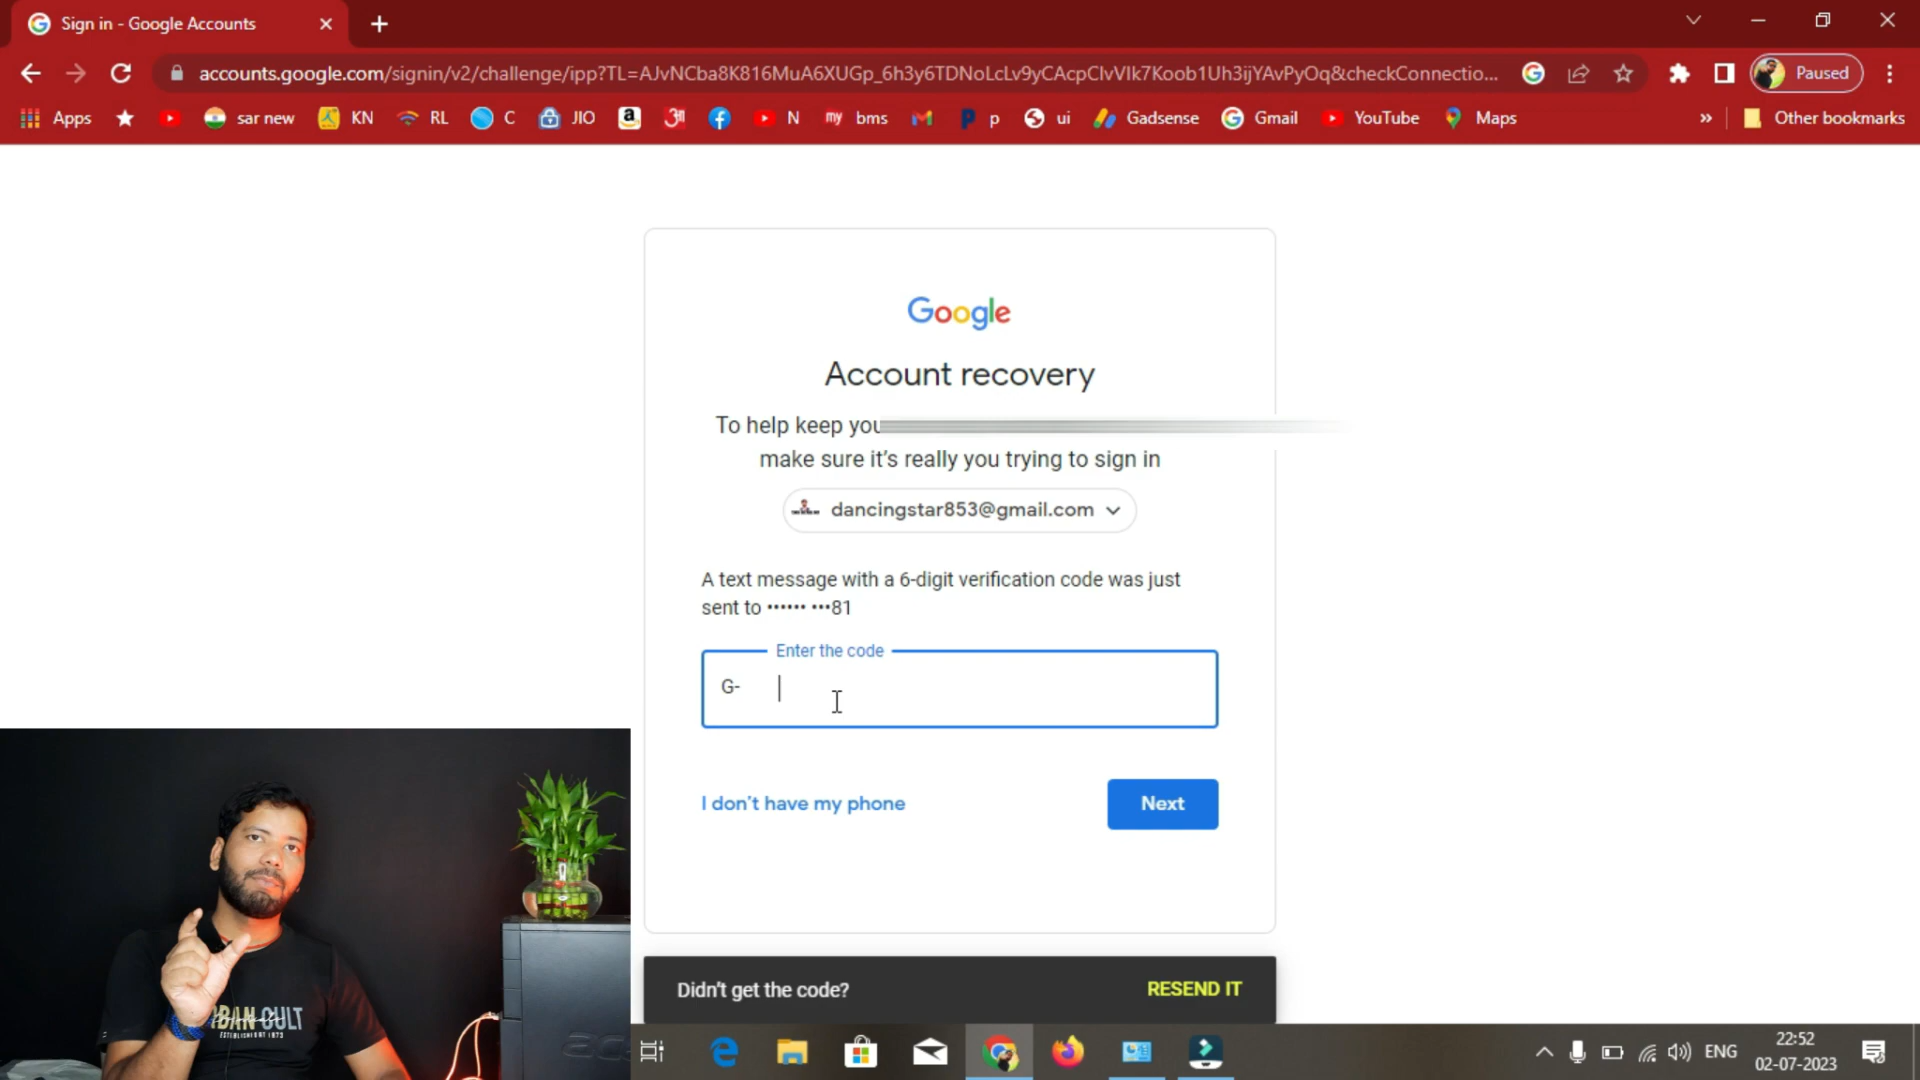 Sign in - Google Accounts
accounts.google.com/signin/v2/challenge/ipp?TL=AJvNCba8K816MuA6XUGp_6h3y6TDNoLcLv9yCAcpClvVIk7Koob1Uh3ijYAvPyOq&checkConnectio...
Paused
Apps
sar new
KN
RL
C
JIO
N
bms
p
ui
Gadsense
Gmail
YouTube
Maps
»
Other bookmarks
Google
Account recovery
To help keep you
make sure it's really you trying to sign in
dancingstar853@gmail.com
A text message with a 6-digit verification code was just
sent to •••••• •••81
Enter the code
G-
I don't have my phone
Next
Didn't get the code?
RESEND IT
BAN CULT
ESTABLISHED 1973
ENG
22:52
02-07-2023